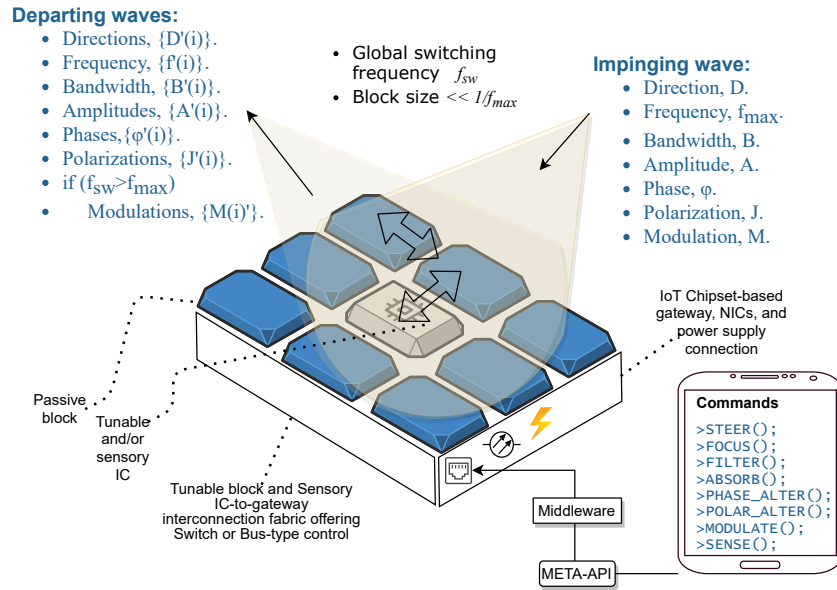 Departing waves:
• Directions, {D'(i)}.
• Frequency, {f'(i)}.
• Bandwidth, {B'(i)}.
• Amplitudes, {A'(i)}.
• Phases,{φ'(i)}.
• Polarizations, {J'(i)}.
• if (fsw>fmax)
• Modulations, {M(i)'}.
• Global switching
frequency fsw
• Block size << 1/fmax
Impinging wave:
• Direction, D.
• Frequency, fmax.
• Bandwidth, B.
• Amplitude, A.
• Phase, φ.
• Polarization, J.
• Modulation, M.
IoT Chipset-based
gateway, NICs, and
power supply
connection
Passive
block
Tunable
and/or
sensory
IC
Tunable block and Sensory
IC-to-gateway
interconnection fabric offering
Switch or Bus-type control
Middleware
META-API
Commands
>STEER();
>FOCUS();
>FILTER();
>ABSORB();
>PHASE_ALTER();
>POLAR_ALTER();
>MODULATE();
>SENSE();